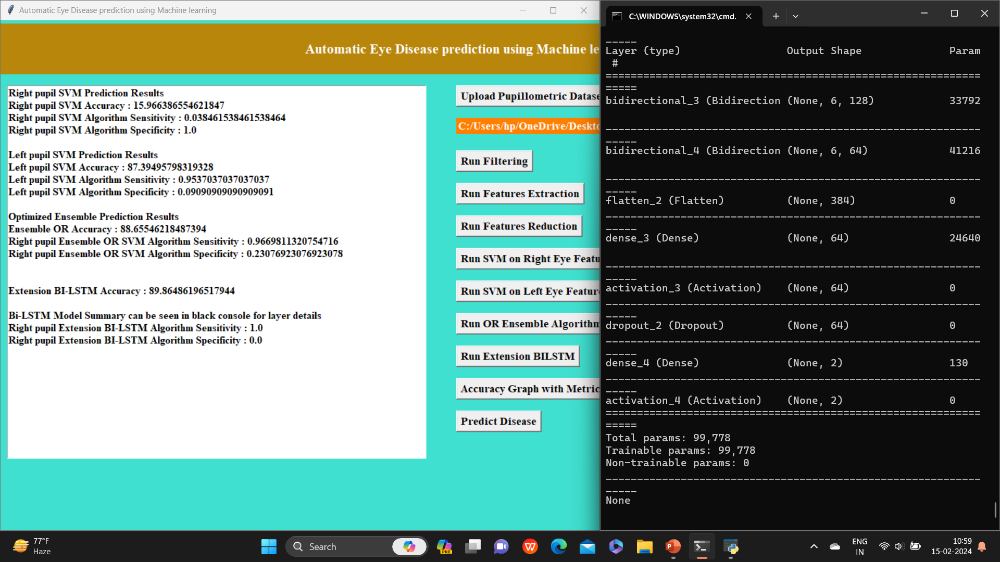 Automatic Eye Disease prediction using Machine learning
Automatic Eye Disease prediction using Machine le
Right pupil SVM Prediction Results
Right pupil SVM Accuracy : 15.966386554621847
Right pupil SVM Algorithm Sensitivity : 0.038461538461538464
Right pupil SVM Algorithm Specificity : 1.0
Left pupil SVM Prediction Results
Left pupil SVM Accuracy : 87.39495798319328
Left pupil SVM Algorithm Sensitivity : 0.9537037037037037
Left pupil SVM Algorithm Specificity : 0.09090909090909091
Optimized Ensemble Prediction Results
Ensemble OR Accuracy : 88.65546218487394
Right pupil Ensemble OR SVM Algorithm Sensitivity : 0.9669811320754716
Right pupil Ensemble OR SVM Algorithm Specificity : 0.23076923076923078
Extension BI-LSTM Accuracy : 89.86486196517944
Bi-LSTM Model Summary can be seen in black console for layer details
Right pupil Extension BI-LSTM Algorithm Sensitivity : 1.0
Right pupil Extension BI-LSTM Algorithm Specificity : 0.0
Upload Pupillometric Datase
C:/Users/hp/OneDrive/Deskto
Run Filtering
Run Features Extraction
Run Features Reduction
Run SVM on Right Eye Featu
Run SVM on Left Eye Feature
Run OR Ensemble Algorithm
Run Extension BILSTM
Accuracy Graph with Metric
Predict Disease
C:\WINDOWS\system32\cmd.
_____
Layer (type) Output Shape Param
#
============================================================
=====
bidirectional_3 (Bidirection (None, 6, 128) 33792
____________________________________________________________
_____
bidirectional_4 (Bidirection (None, 6, 64) 41216
____________________________________________________________
_____
flatten_2 (Flatten) (None, 384) 0
____________________________________________________________
_____
dense_3 (Dense) (None, 64) 24640
____________________________________________________________
_____
activation_3 (Activation) (None, 64) 0
____________________________________________________________
_____
dropout_2 (Dropout) (None, 64) 0
____________________________________________________________
_____
dense_4 (Dense) (None, 2) 130
____________________________________________________________
_____
activation_4 (Activation) (None, 2) 0
============================================================
=====
Total params: 99,778
Trainable params: 99,778
Non-trainable params: 0
____________________________________________________________
_____
None
77°F
Haze
Search
PRE
ENG
IN
10:59
15-02-2024